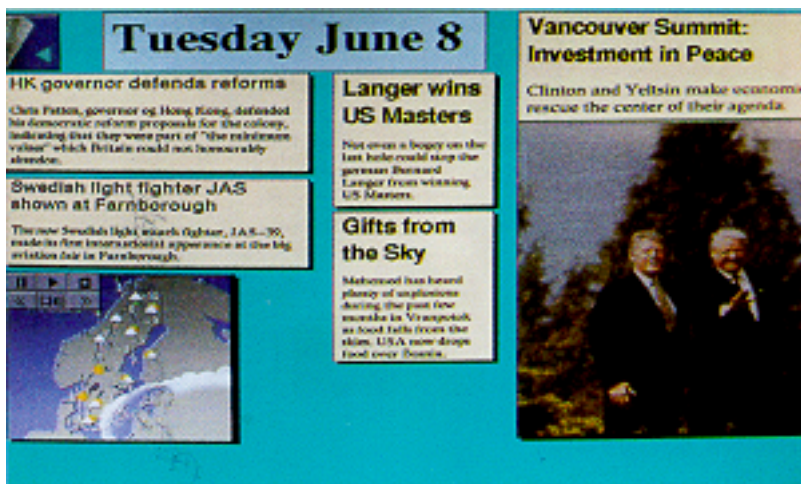 Tuesday June 8
HK governor defends reforms
Chris Patten, governor og Hong Kong, defended
his democratic reform proposals for the colony,
indicating that they were part of "the minimum
values" which Britain could not honourably
abandon.
Swedish light fighter JAS
shown at Farnborough
The new Swedish light attack fighter, JAS-39,
made its first international apperance at the big
aviation fair in Farnborough.
Langer wins
US Masters
Not even a bogey on the
last hole could stop the
german Bernard
Langer from winning
US Masters.
Gifts from
the Sky
Mehemed has heard
plenty of explosions
during the past few
months in Vranpotok
as food falls from the
skies. USA now drops
food over Bosnia.
Vancouver Summit:
Investment in Peace
Clinton and Yeltsin make economic
rescue the center of their agenda.